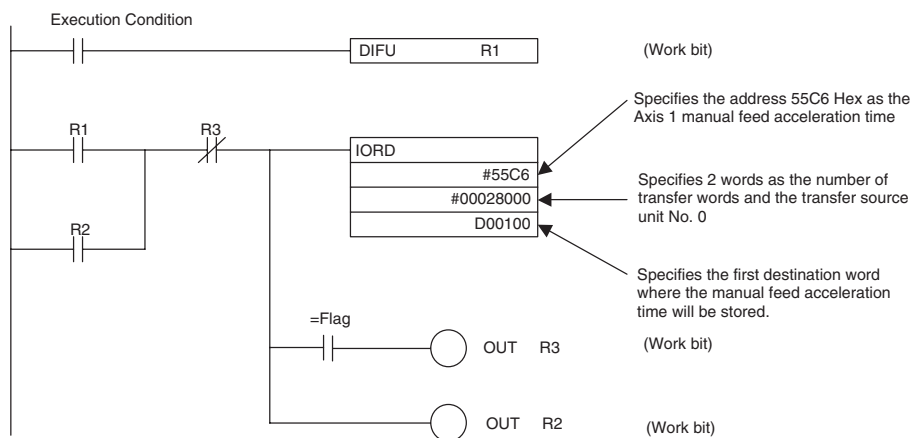 Execution Condition
DIFU R1
(Work bit)
Specifies the address 55C6 Hex as the
Axis 1 manual feed acceleration time
R1
R3
IORD
#55C6
#00028000
D00100
Specifies 2 words as the number of
transfer words and the transfer source
unit No. 0
R2
Specifies the first destination word
where the manual feed acceleration
time will be stored.
=Flag
OUT R3
(Work bit)
OUT R2
(Work bit)